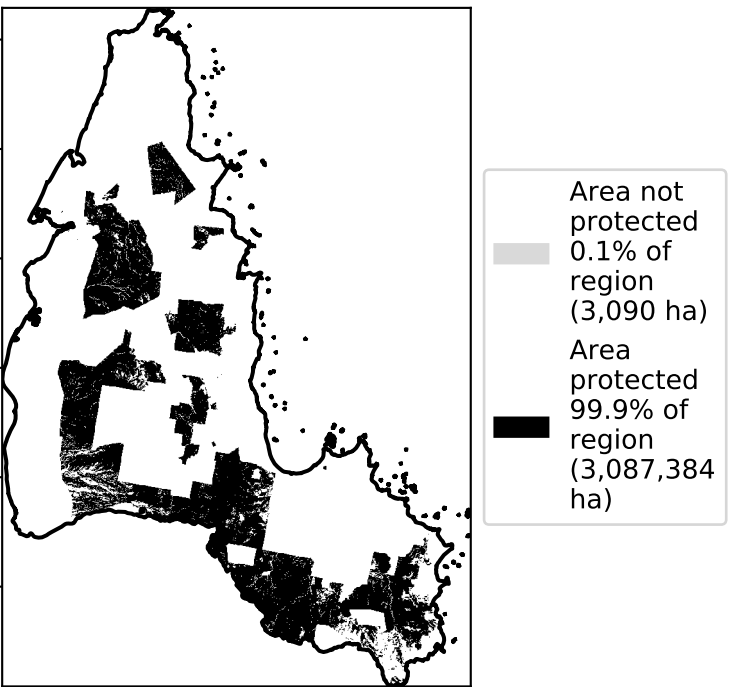 Area not
protected
0.1% of
region
(3,090 ha)
Area
protected
99.9% of
region
(3,087,384
ha)